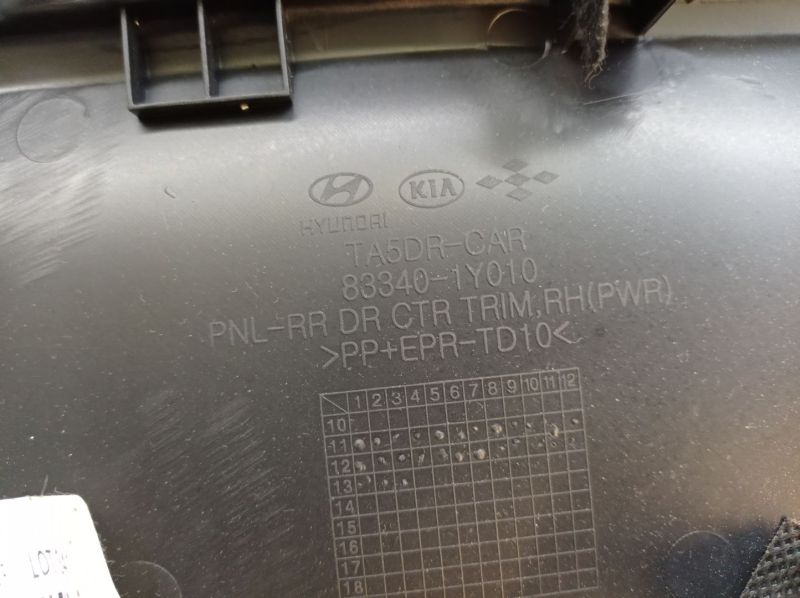 HYUNDAI KIA
TA5DR-CAR
83340-1Y010
PNL-RR DR CTR TRIM,RH(PWR)
>PP+EPR-TD10<
1 2 3 4 5 6 7 8 9 10 11 12
10
11
12
13
14
15
16
17
18
LOT